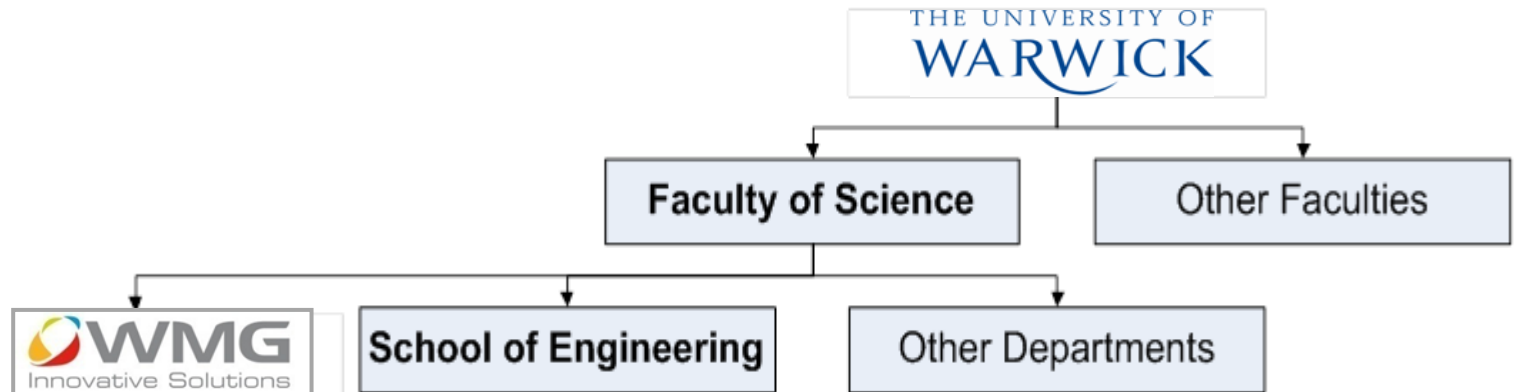 THE UNIVERSITY OF
WARWICK
Faculty of Science
Other Faculties
WMG
Innovative Solutions
School of Engineering
Other Departments